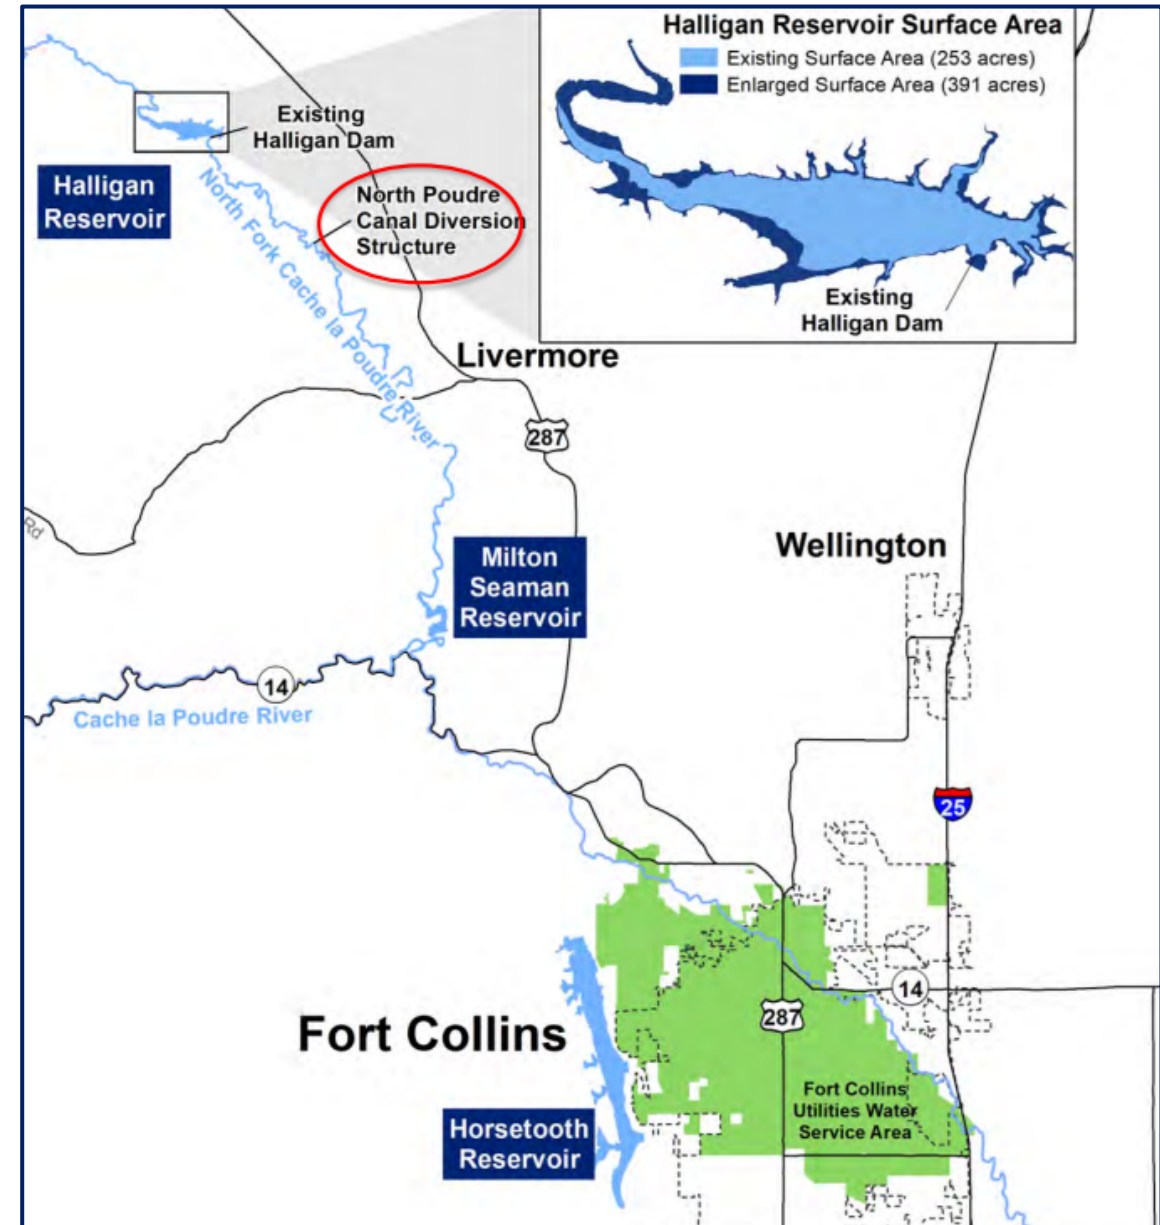 Halligan Reservoir Surface Area
Existing Surface Area (253 acres)
Enlarged Surface Area (391 acres)
Existing
Halligan Dam
Existing
Halligan Dam
Halligan
Reservoir
North Poudre
Canal Diversion
Structure
North Fork Cache la Poudre River
Livermore
287
Rd
Wellington
Milton
Seaman
Reservoir
14
Cache la Poudre River
25
14
Fort Collins
287
Fort Collins
Utilities Water
Service Area
Horsetooth
Reservoir